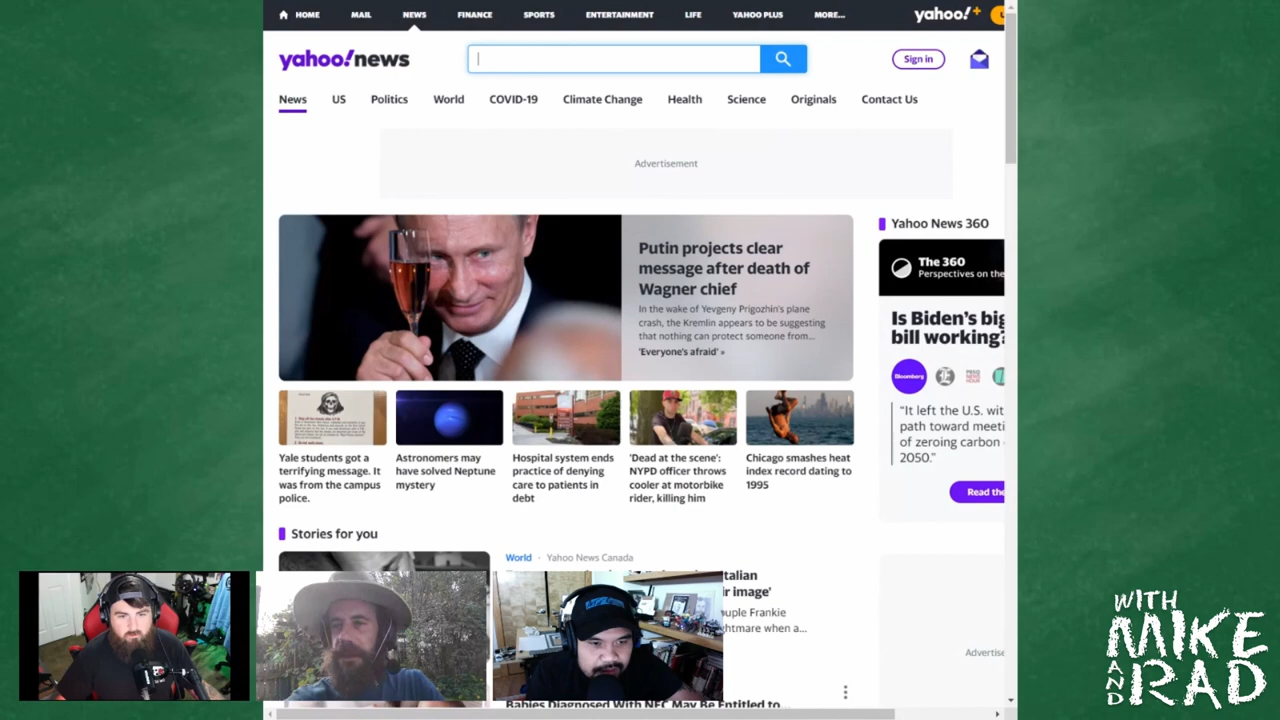 HOME MAIL NEWS FINANCE SPORTS ENTERTAINMENT LIFE YAHOO PLUS MORE... yahoo!+
yahoo!news
Sign in
News US Politics World COVID-19 Climate Change Health Science Originals Contact Us
Advertisement
Putin projects clear
message after death of
Wagner chief
In the wake of Yevgeny Prigozhin's plane
crash, the Kremlin appears to be suggesting
that nothing can protect someone from...
'Everyone's afraid' »
Yahoo News 360
The 360
Perspectives on the
Is Biden's big
bill working?
Bloomberg
"It left the U.S. wit
path toward meeti
of zeroing carbon
2050."
Read the
Yale students got a
terrifying message. It
was from the campus
police.
Astronomers may
have solved Neptune
mystery
Hospital system ends
practice of denying
care to patients in
debt
'Dead at the scene':
NYPD officer throws
cooler at motorbike
rider, killing him
Chicago smashes heat
index record dating to
1995
Stories for you
World · Yahoo News Canada
talian
r image'
uple Frankie
htmare when a...
Advertise
Babies Diagnosed With NEC May Be Entitled to...
WITH
MIKE
AND
RAD